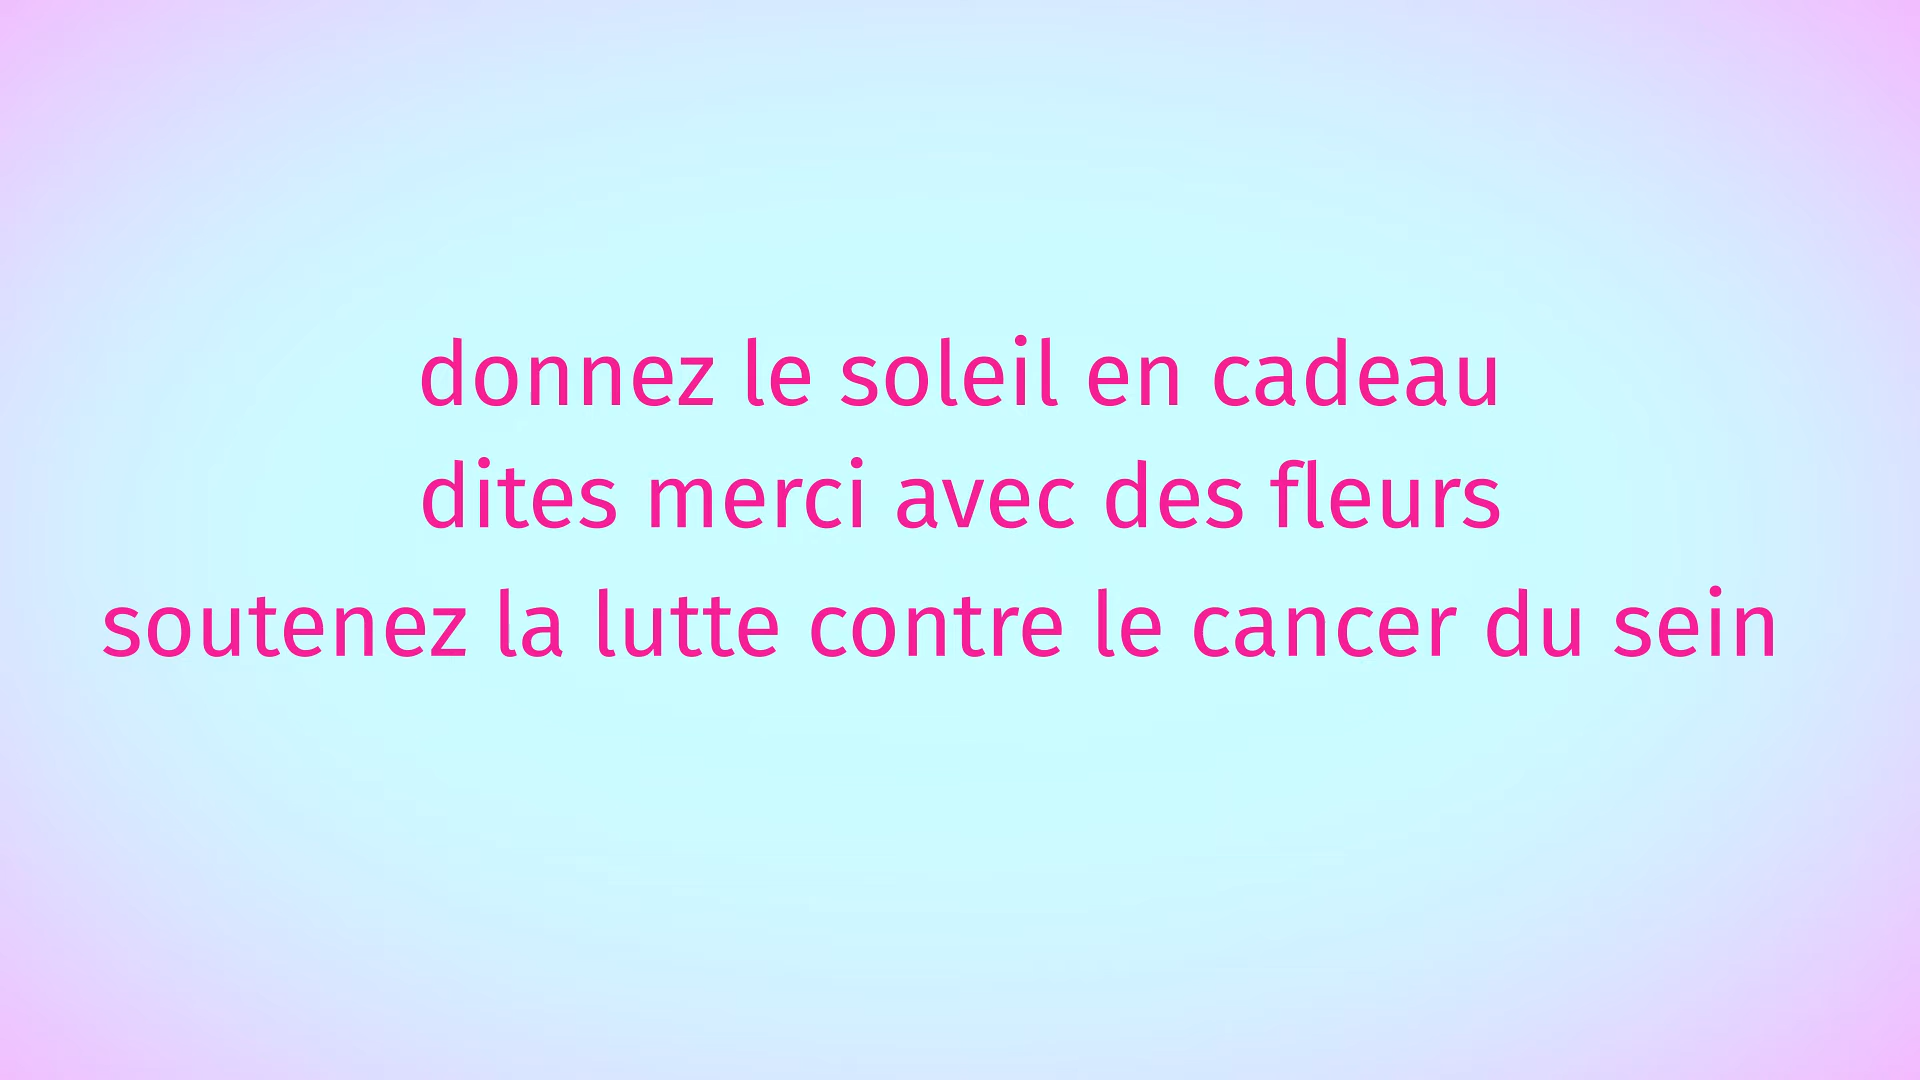 donnez le soleil en cadeau
dites merci avec des fleurs
soutenez la lutte contre le cancer du sein